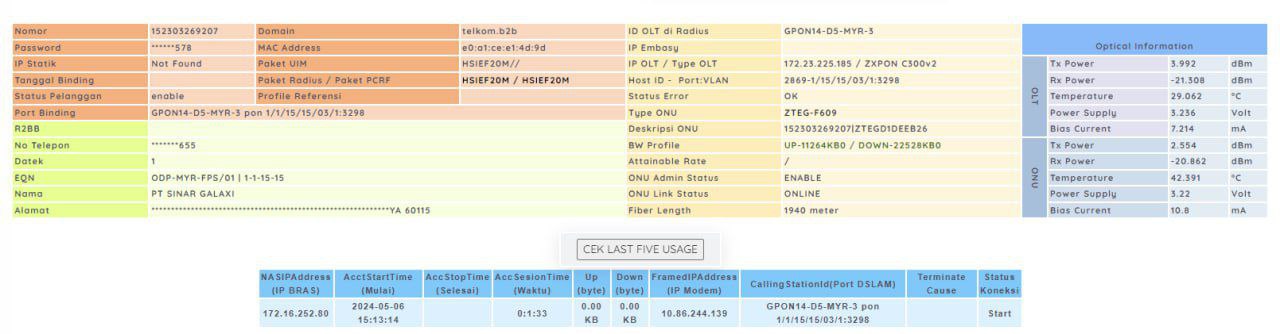 Nomor 152303269207 Domain telkom.b2b ID OLT di Radius GPON14-D5-MYR-3 Optical Information
Password ******578 MAC Address e0:a1:ce:e1:4d:9d IP Embasy
IP Statik Not Found Paket UIM HSIEF20M// IP OLT / Type OLT 172.23.225.185 / ZXPON C300v2 OLT Tx Power 3.992 dBm
Tanggal Binding Paket Radius / Paket PCRF HSIEF20M / HSIEF20M Host ID - Port:VLAN 2869-1/15/15/03/1:3298 Rx Power -21.308 dBm
Status Pelanggan enable Profile Referensi Status Error OK Temperature 29.062 °C
Port Binding GPON14-D5-MYR-3 pon 1/1/15/15/03/1:3298 Type ONU ZTEG-F609 Power Supply 3.236 Volt
R2BB Deskripsi ONU 152303269207|ZTEGD1DEEB26 Bias Current 7.214 mA
No Telepon *******655 BW Profile UP-11264KB0 / DOWN-22528KB0 ONU Tx Power 2.554 dBm
Datek 1 Attainable Rate / Rx Power -20.862 dBm
EQN ODP-MYR-FPS/01 | 1-1-15-15 ONU Admin Status ENABLE Temperature 42.391 °C
Nama PT SINAR GALAXI ONU Link Status ONLINE Power Supply 3.22 Volt
Alamat YA 60115 Fiber Length 1940 meter Bias Current 10.8 mA
CEK LAST FIVE USAGE
NASIPAddress AcctStartTime AccStopTime AccSesionTime Up Down FramedIPAddress CallingStationId(Port DSLAM) Terminate Status
(IP BRAS) (Mulai) (Selesai) (Waktu) (byte) (byte) (IP Modem) Cause Koneksi
172.16.252.80 2024-05-06 0:1:33 0.00 0.00 10.86.244.139 GPON14-D5-MYR-3 pon Start
15:13:14 KB KB 1/1/15/15/03/1:3298